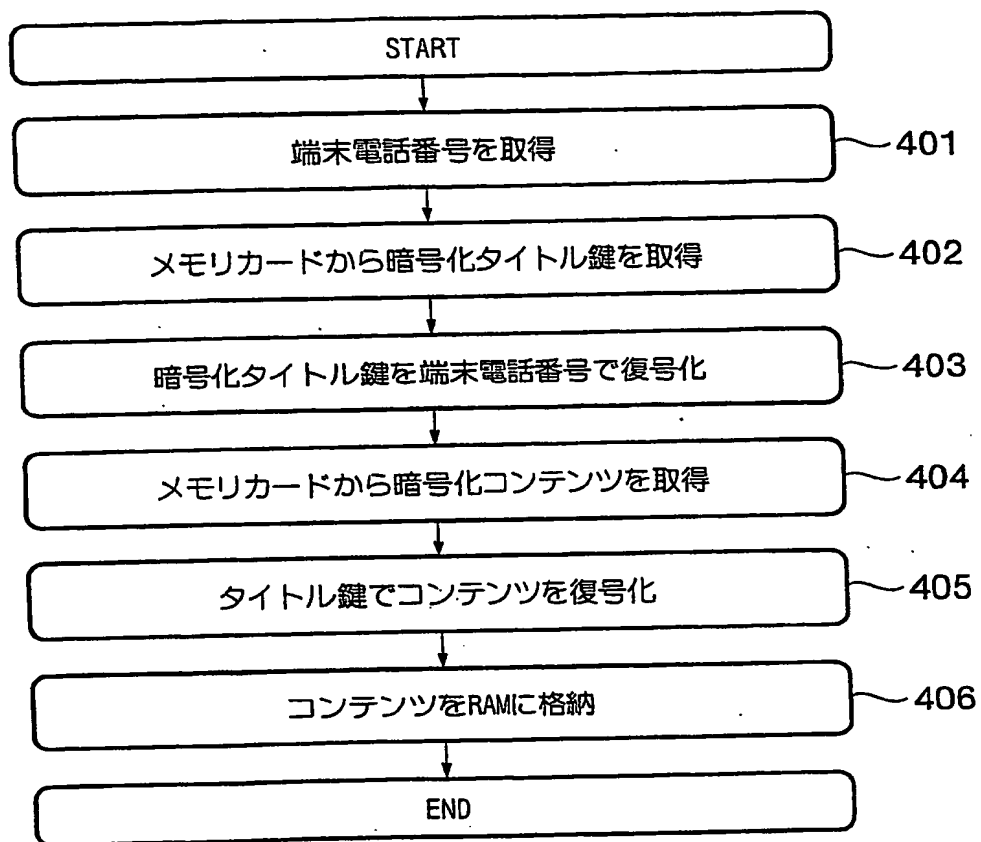 START
端末電話番号を取得
401
メモリカードから暗号化タイトル鍵を取得
402
暗号化タイトル鍵を端末電話番号で復号化
403
メモリカードから暗号化コンテンツを取得
404
タイトル鍵でコンテンツを復号化
405
コンテンツをRAMに格納
406
END